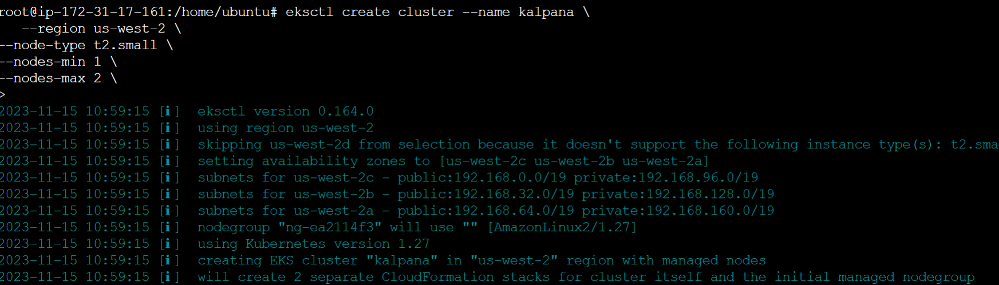 root@ip-172-31-17-161:/home/ubuntu# eksctl create cluster --name kalpana \
--region us-west-2 \
--node-type t2.small \
--nodes-min 1 \
--nodes-max 2 \
>
2023-11-15 10:59:15 [ℹ]  eksctl version 0.164.0
2023-11-15 10:59:15 [ℹ]  using region us-west-2
2023-11-15 10:59:15 [ℹ]  skipping us-west-2d from selection because it doesn't support the following instance type(s): t2.sma
2023-11-15 10:59:15 [ℹ]  setting availability zones to [us-west-2c us-west-2b us-west-2a]
2023-11-15 10:59:15 [ℹ]  subnets for us-west-2c - public:192.168.0.0/19 private:192.168.96.0/19
2023-11-15 10:59:15 [ℹ]  subnets for us-west-2b - public:192.168.32.0/19 private:192.168.128.0/19
2023-11-15 10:59:15 [ℹ]  subnets for us-west-2a - public:192.168.64.0/19 private:192.168.160.0/19
2023-11-15 10:59:15 [ℹ]  nodegroup "ng-ea2114f3" will use "" [AmazonLinux2/1.27]
2023-11-15 10:59:15 [ℹ]  using Kubernetes version 1.27
2023-11-15 10:59:15 [ℹ]  creating EKS cluster "kalpana" in "us-west-2" region with managed nodes
2023-11-15 10:59:15 [ℹ]  will create 2 separate CloudFormation stacks for cluster itself and the initial managed nodegroup